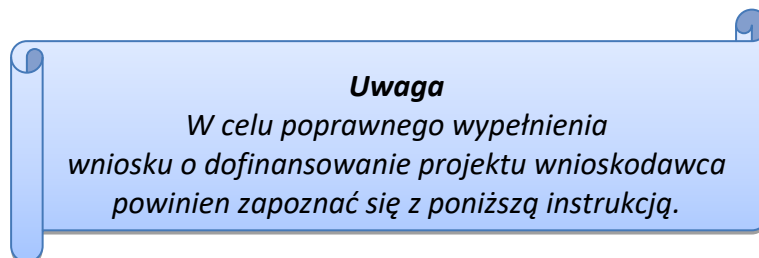 Uwaga
W celu poprawnego wypełnienia
wniosku o dofinansowanie projektu wnioskodawca
powinien zapoznać się z poniższą instrukcją.